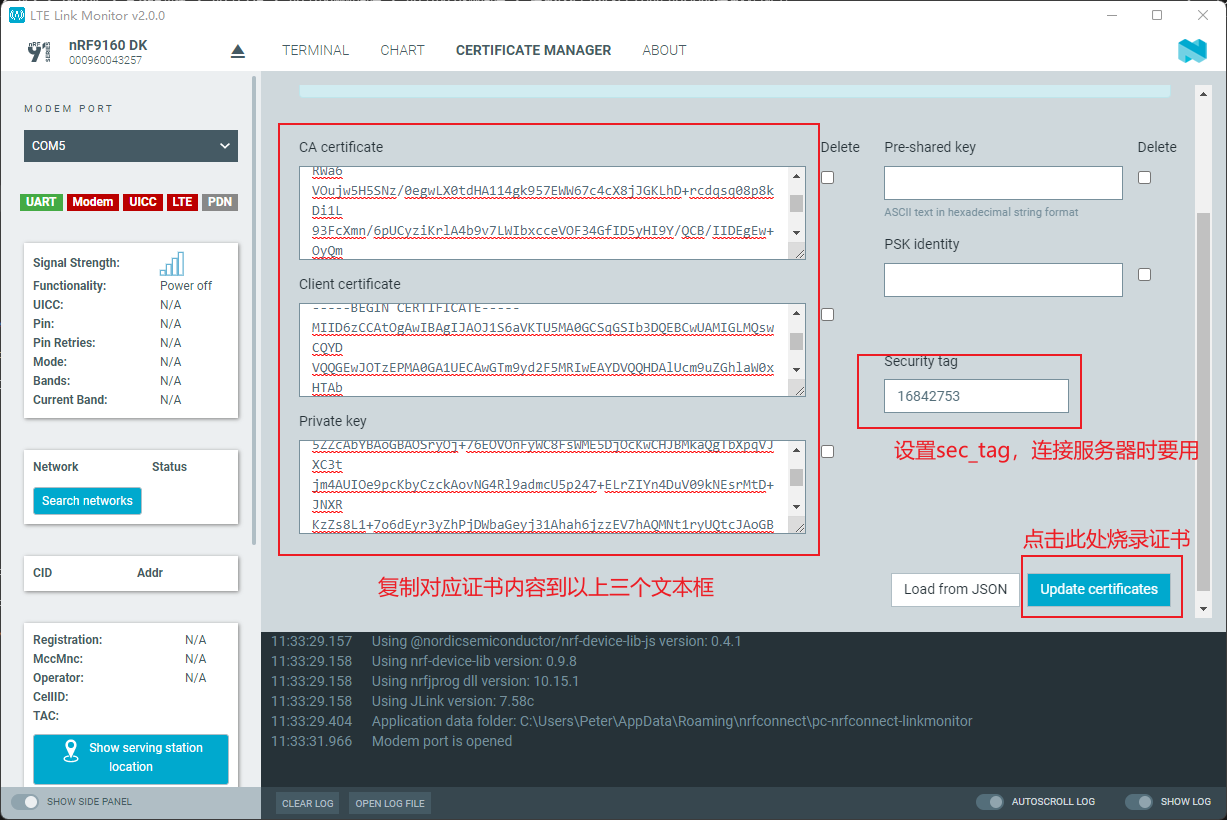 LTE Link Monitor v2.0.0
nRF9160 DK
000960043257
TERMINAL
CHART
CERTIFICATE MANAGER
ABOUT
MODEM PORT
COM5
UART
Modem
UICC
LTE
PDN
Signal Strength:
Functionality: Power off
UICC: N/A
Pin: N/A
Pin Retries: N/A
Mode: N/A
Bands: N/A
Current Band: N/A
Network Status
Search networks
CID Addr
Registration: N/A
MccMnc: N/A
Operator: N/A
CellID:
TAC:
Show serving station
location
SHOW SIDE PANEL
CA certificate
RWa6
VOujw5H5SNz/0egwLX0tdHA114gk957EWW67c4cX8jJGKLhD+rcdqsq08p8k
Di1L
93FcXmn/6pUCyziKrlA4b9v7LWIbxcceVOF34GfID5yHI9Y/QCB/IIDEgEw+
OyQm
Client certificate
-----BEGIN CERTIFICATE-----
MIID6zCCAtOgAwIBAgIJAOJ1S6aVKTU5MA0GCSqGSIb3DQEBCwUAMIGLMQsw
CQYD
VQQGEwJOTzEPMA0GA1UECAwGTm9yd2F5MRIwEAYDVQQHDAlUcm9uZGhlaW0x
HTAb
Private key
5ZZcAbYBAoGBAOSryOj+76EOVOnFyWC8FsWME5DjOcKwCHJBMkaQgTbXpqVJ
XC3t
jm4AUIOe9pcKbyCzckAovNG4Rl9admcU5p247+ELrZIYn4DuV09kNEsrMtD+
JNXR
KzZs8L1+7o6dEyr3yZhPjDWbaGeyj31Ahah6jzzEV7hAQMNt1ryUQtcJAoGB
复制对应证书内容到以上三个文本框
Delete
Pre-shared key
Delete
ASCII text in hexadecimal string format
PSK identity
Security tag
16842753
设置sec_tag，连接服务器时要用
点击此处烧录证书
Load from JSON
Update certificates
11:33:29.157 Using @nordicsemiconductor/nrf-device-lib-js version: 0.4.1
11:33:29.158 Using nrf-device-lib version: 0.9.8
11:33:29.158 Using nrfjprog dll version: 10.15.1
11:33:29.158 Using JLink version: 7.58c
11:33:29.404 Application data folder: C:\Users\Peter\AppData\Roaming\nrfconnect\pc-nrfconnect-linkmonitor
11:33:31.966 Modem port is opened
CLEAR LOG
OPEN LOG FILE
AUTOSCROLL LOG
SHOW LOG